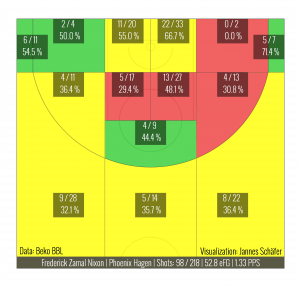 2 / 4
50.0 %
11 / 20
55.0 %
22 / 33
66.7 %
0 / 2
0.0 %
6 / 11
54.5 %
5 / 7
71.4 %
4 / 11
36.4 %
5 / 17
29.4 %
13 / 27
48.1 %
4 / 13
30.8 %
4 / 9
44.4 %
9 / 28
32.1 %
5 / 14
35.7 %
8 / 22
36.4 %
Data: Beko BBL
Visualization: Jannes Schäfer
Frederick Zamal Nixon | Phoenix Hagen | Shots: 98 / 218 | 52.8 eFG | 1.33 PPS